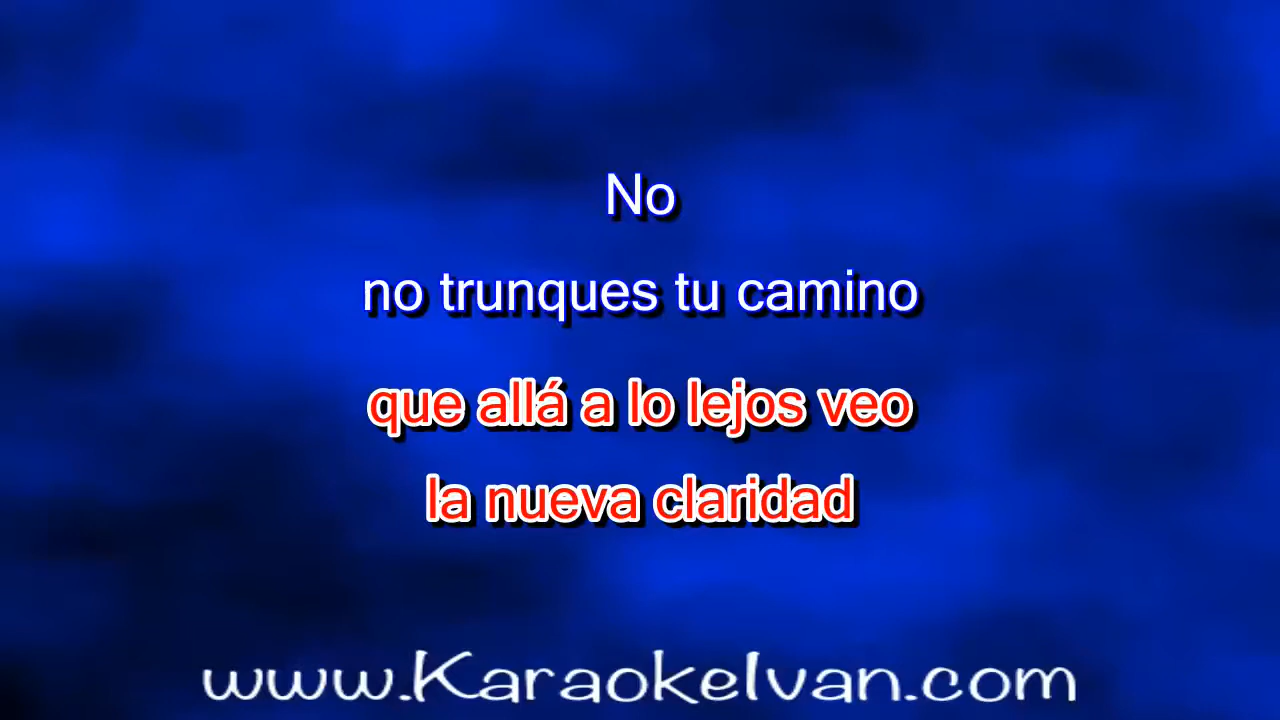 No
no trunques tu camino
que allá a lo lejos veo
la nueva claridad
www.KaraokeIvan.com